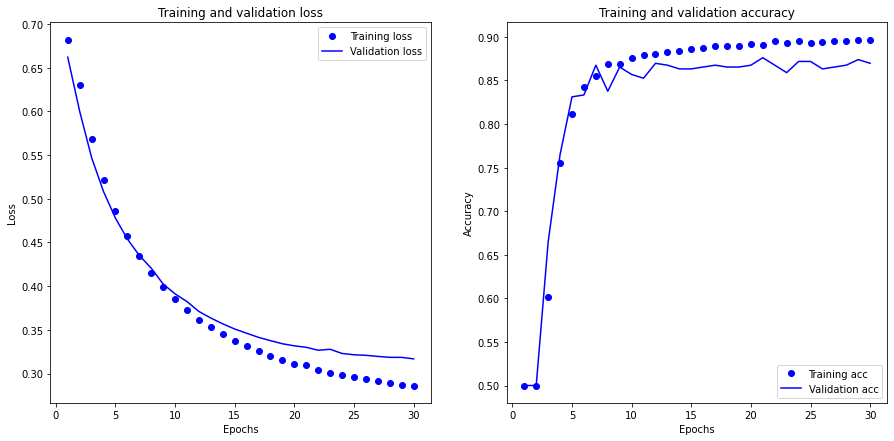 Training and validation loss
Training loss
Validation loss
0.70
0.65
0.60
0.55
0.50
0.45
0.40
0.35
0.30
Loss
0 5 10 15 20 25 30
Epochs
Training and validation accuracy
0.90
0.85
0.80
0.75
0.70
0.65
0.60
0.55
0.50
Accuracy
Training acc
Validation acc
0 5 10 15 20 25 30
Epochs